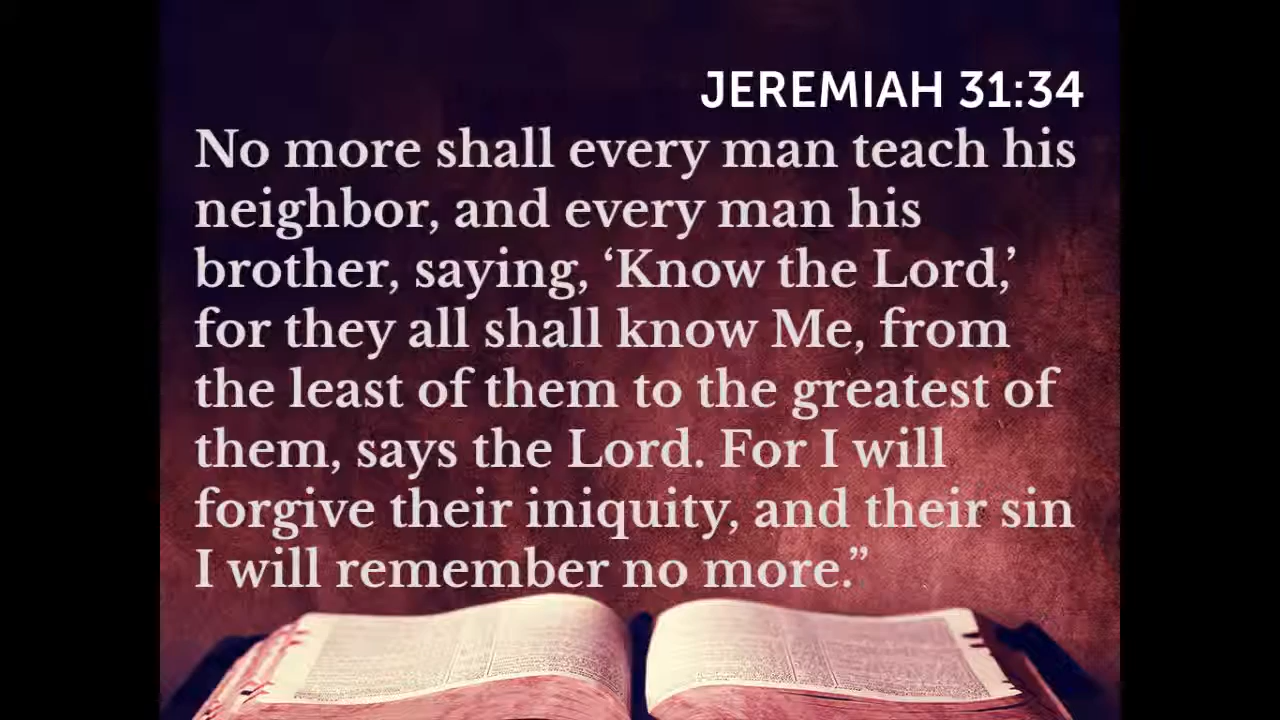 JEREMIAH 31:34
No more shall every man teach his
neighbor, and every man his
brother, saying, ‘Know the Lord,’
for they all shall know Me, from
the least of them to the greatest of
them, says the Lord. For I will
forgive their iniquity, and their sin
I will remember no more.”